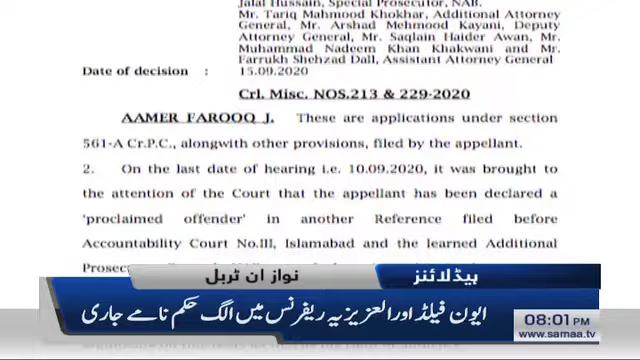 Jalal Hussain, Special Prosecutor, NAB.
Mr. Tariq Mahmood Khokhar, Additional Attorney
General, Mr. Arshad Mehmood Kayani, Deputy
Attorney General, Mr. Saqlain Haider Awan, Mr.
Muhammad Nadeem Khan Khakwani and Mr.
Farrukh Shehzad Dall, Assistant Attorney General
Date of decision : 15.09.2020
Crl. Misc. NOS.213 & 229-2020
AAMER FAROOQ J. These are applications under section
561-A Cr.P.C., alongwith other provisions, filed by the appellant.
2. On the last date of hearing i.e. 10.09.2020, it was brought to
the attention of the Court that the appellant has been declared a
'proclaimed offender' in another Reference filed before
Accountability Court No.III, Islamabad and the learned Additional
ہیڈلائنز
نواز ان ٹربل
ایون فیلڈ اور العزیزیہ ریفرنس میں الگ حکم نامے جاری
08:01 PM
www.samaa.tv